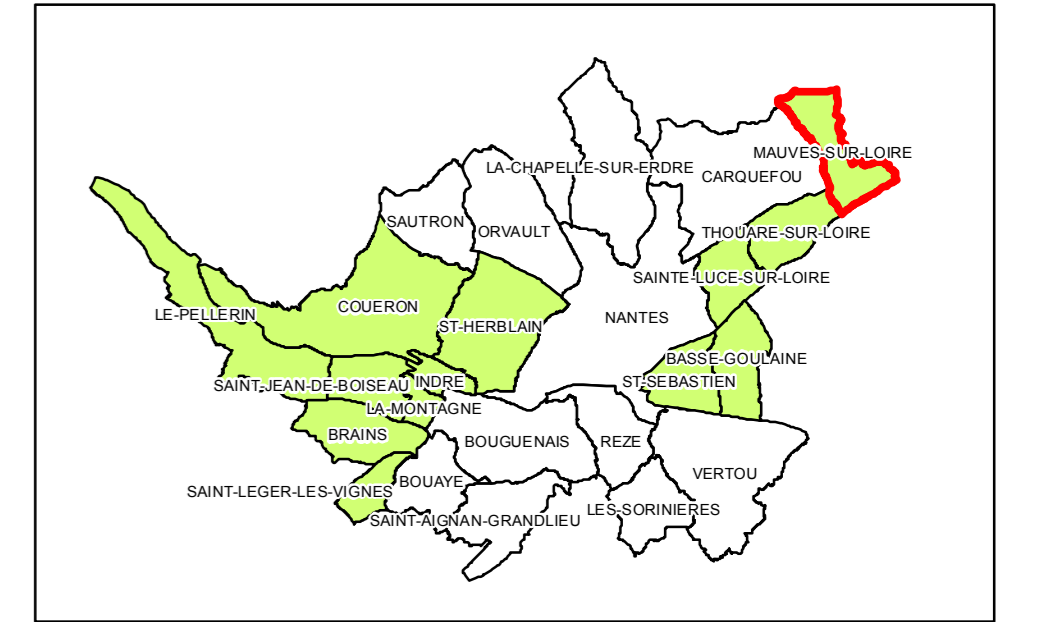 MAUVES-SUR-LOIRE
LA-CHAPELLE-SUR-ERDRE
CARQUEFOU
SAUTRON
ORVAULT
THOUARE-SUR-LOIRE
SAINTE-LUCE-SUR-LOIRE
COUERON
LE-PELLERIN
NANTES
ST-HERBLAIN
BASSE-GOULAINE
ST-SEBASTIEN
SAINT-JEAN-DE-BOISEAU
INDRE
LA-MONTAGNE
BRAINS
BOUGUENAIS
REZE
VERTOU
BOUAYE
SAINT-LEGER-LES-VIGNES
LES-SORINIERES
SAINT-AIGNAN-GRANDLIEU